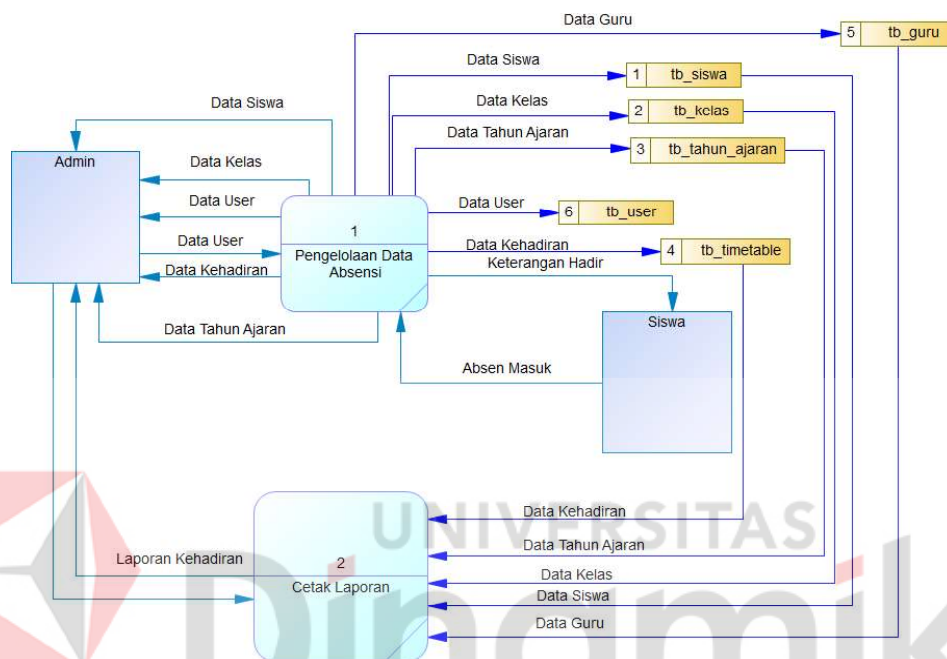 Data Guru
5 tb_guru
Data Siswa
1 tb_siswa
Data Siswa
Data Kelas
2 tb_kelas
Data Tahun Ajaran
3 tb_tahun_ajaran
Admin
Data Kelas
Data User
Data User
6 tb_user
1
Data User
Data Kehadiran
4 tb_timetable
Pengelolaan Data
Absensi
Keterangan Hadir
Data Kehadiran
Siswa
Data Tahun Ajaran
Absen Masuk
UNIVERSITAS
Dinamik
Data Kehadiran
Data Tahun Ajaran
Laporan Kehadiran
2
Cetak Laporan
Data Kelas
Data Siswa
Data Guru